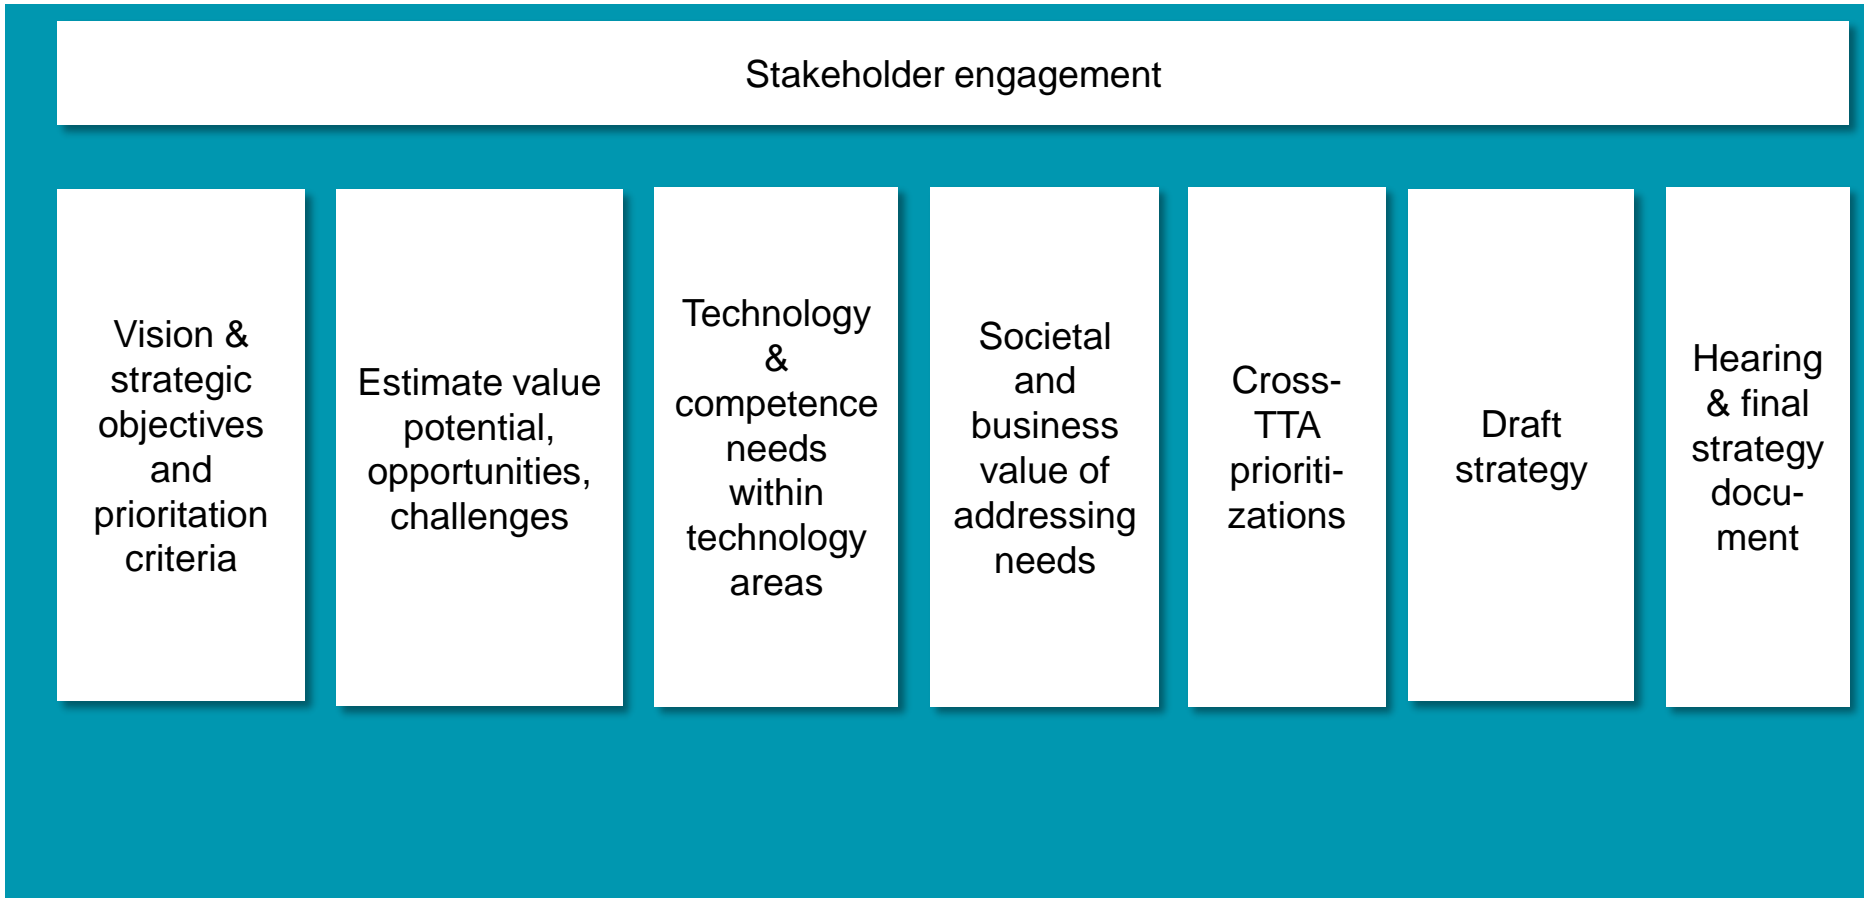 Stakeholder engagement
Vision &
strategic
objectives
and
prioritation
criteria
Estimate value
potential,
opportunities,
challenges
Technology
&
competence
needs
within
technology
areas
Societal
and
business
value of
addressing
needs
Cross-
TTA
prioriti-
zations
Draft
strategy
Hearing
& final
strategy
docu-
ment